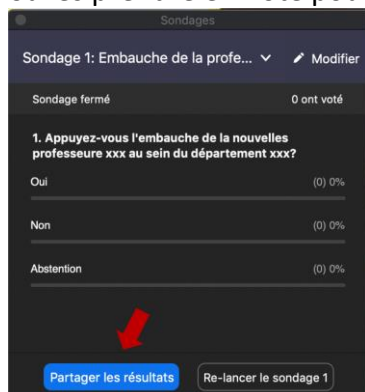 Sondages
Sondage 1: Embauche de la profe... Modifier
Sondage fermé 0 ont voté
1. Appuyez-vous l'embauche de la nouvelles
professeure xxx au sein du département xxx?
Oui (0) 0%
Non (0) 0%
Abstention (0) 0%
Partager les résultats Re-lancer le sondage 1